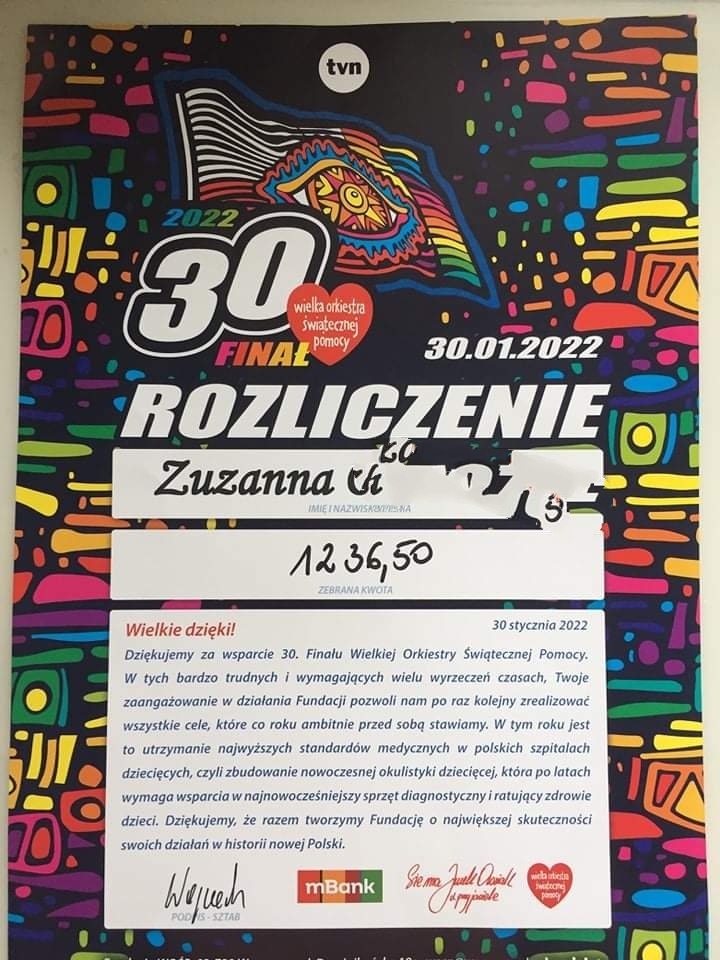 tvn
2022
30
FINAŁ
wielka orkiestra
świątecznej
pomocy
30.01.2022
ROZLICZENIE
Zuzanna
IMIĘ I NAZWISKO
1236,50
ZEBRANA KWOTA
Wielkie dzięki!
30 stycznia 2022
Dziękujemy za wsparcie 30. Finału Wielkiej Orkiestry Świątecznej Pomocy.
W tych bardzo trudnych i wymagających wielu wyrzeczeń czasach, Twoje
zaangażowanie w działania Fundacji pozwoli nam po raz kolejny zrealizować
wszystkie cele, które co roku ambitnie przed sobą stawiamy. W tym roku jest
to utrzymanie najwyższych standardów medycznych w polskich szpitalach
dziecięcych, czyli zbudowanie nowoczesnej okulistyki dziecięcej, która po latach
wymaga wsparcia w najnowocześniejszy sprzęt diagnostyczny i ratujący zdrowie
dzieci. Dziękujemy, że razem tworzymy Fundację o największej skuteczności
swoich działań w historii nowej Polski.
PODPIS - SZTAB
mBank
Sie ma Jurek Owsiak
z przyjaciółmi
wielka orkiestra
świątecznej
pomocy